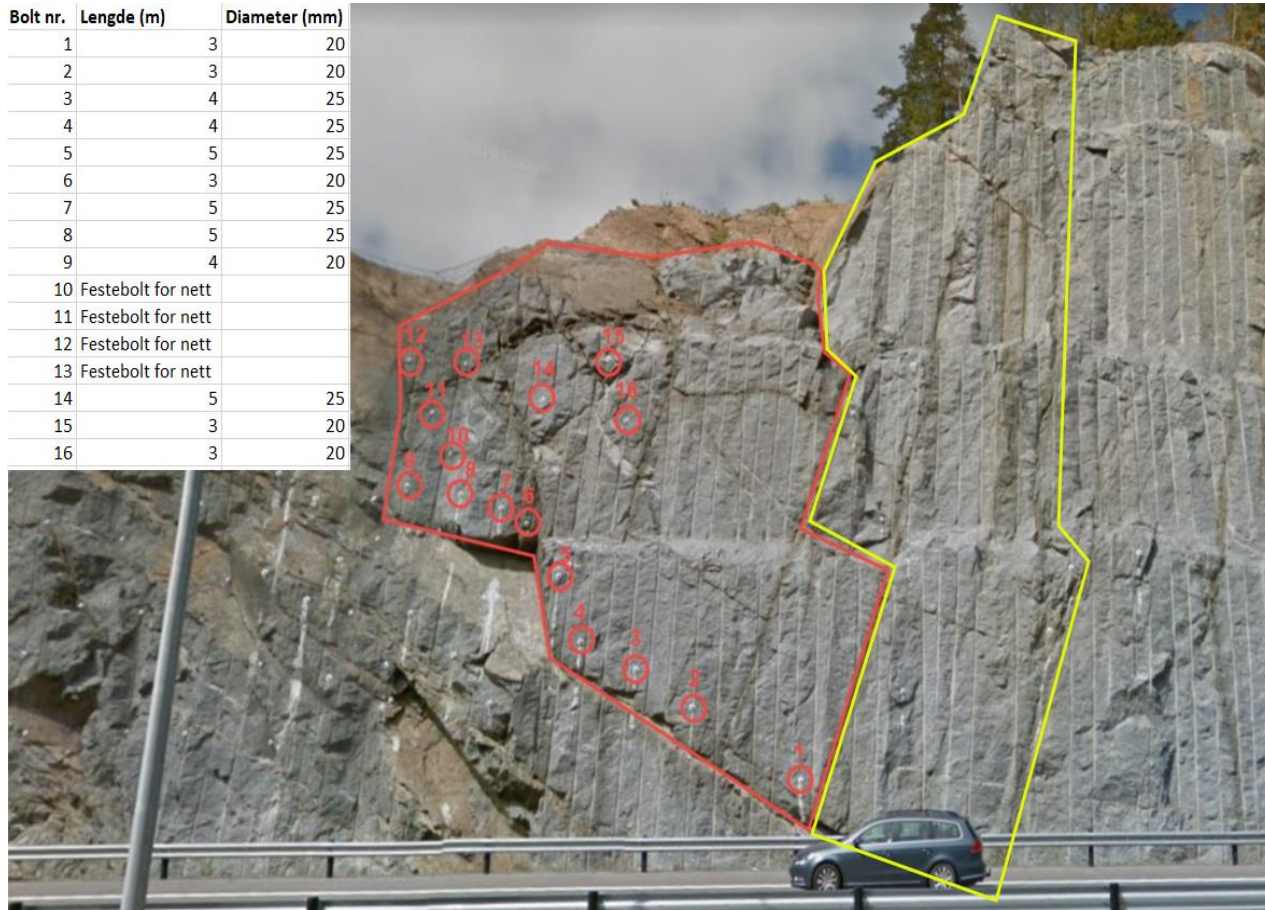 Bolt nr. Lengde (m) Diameter (mm)
1 3 20
2 3 20
3 4 25
4 4 25
5 5 25
6 3 20
7 5 25
8 5 25
9 4 20
10 Festebolt for nett
11 Festebolt for nett
12 Festebolt for nett
13 Festebolt for nett
14 5 25
15 3 20
16 3 20
12 13 15
14
11 16
10
9 8 7 6
5
4
3
2
1